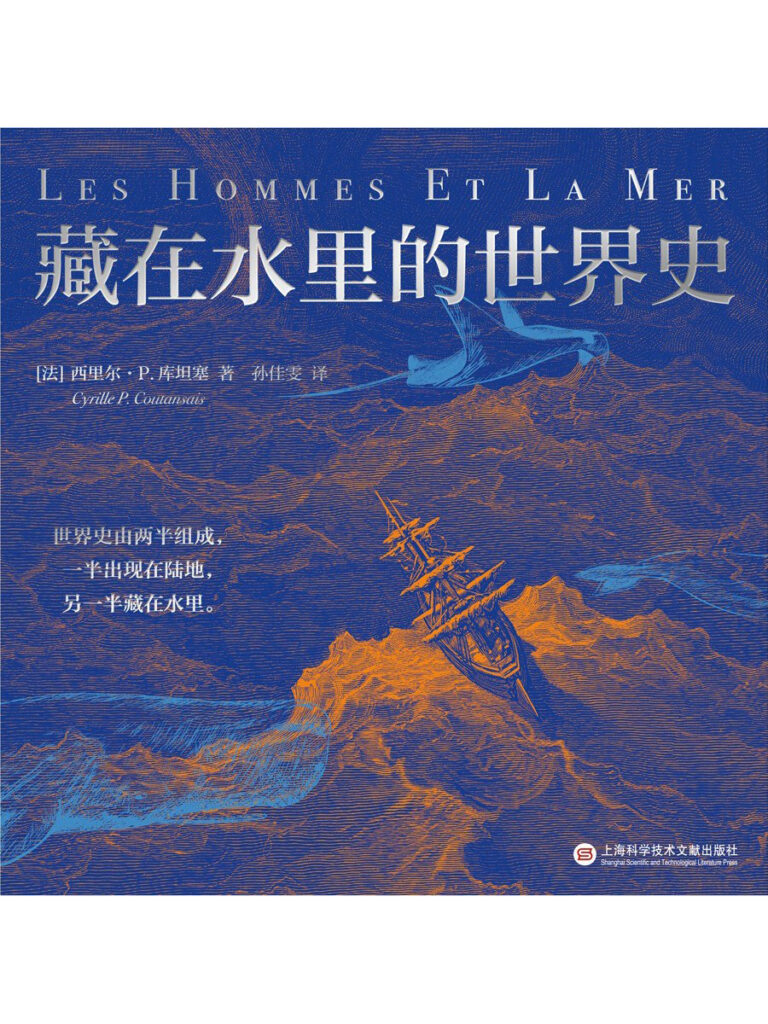 LES HOMMES ET LA MER
藏在水里的世界史
[法] 西里尔·P. 库坦塞 著 孙佳雯 译
Cyrille P. Coutansais
世界史由两半组成，
一半出现在陆地，
另一半藏在水里。
上海科学技术文献出版社
Shanghai Scientific and Technological Literature Press